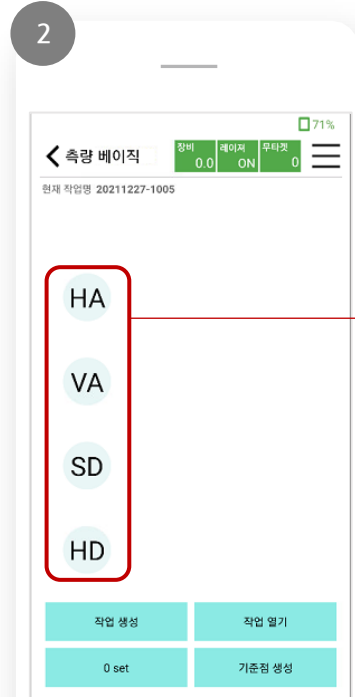 2
71%
측량 베이직
장비 0.0 레이저 ON 무타겟 0
현재 작업명 20211227-1005
HA
VA
SD
HD
작업 생성 작업 열기
0 set 기준점 생성